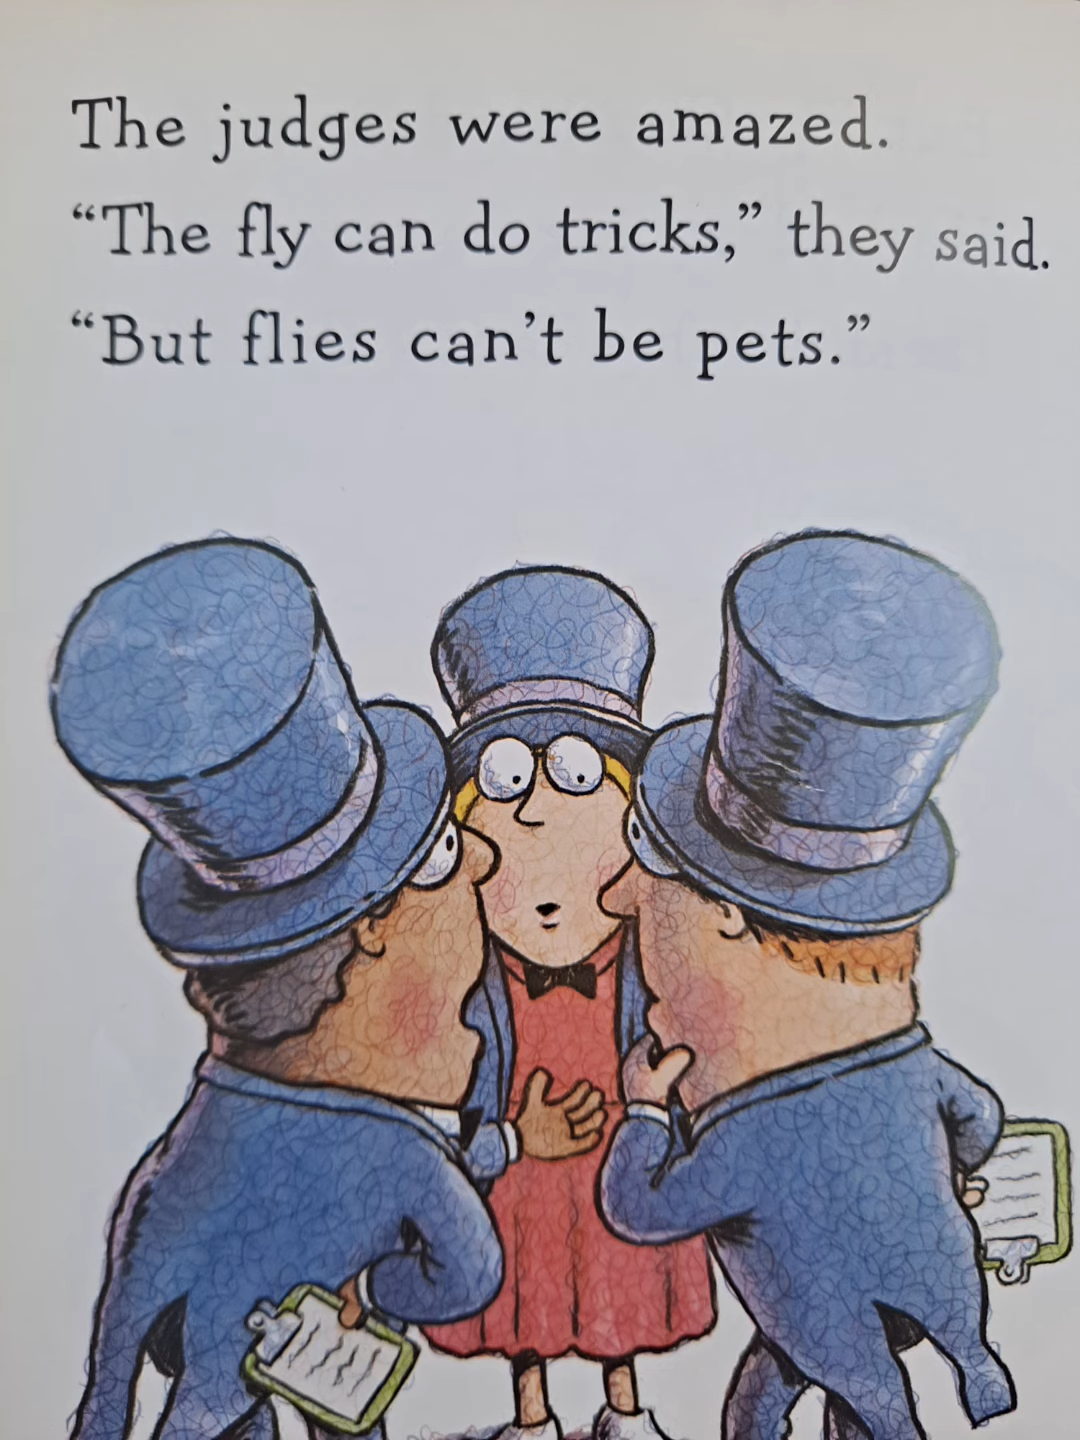 The judges were amazed.
“The fly can do tricks,” they said.
“But flies can’t be pets.”